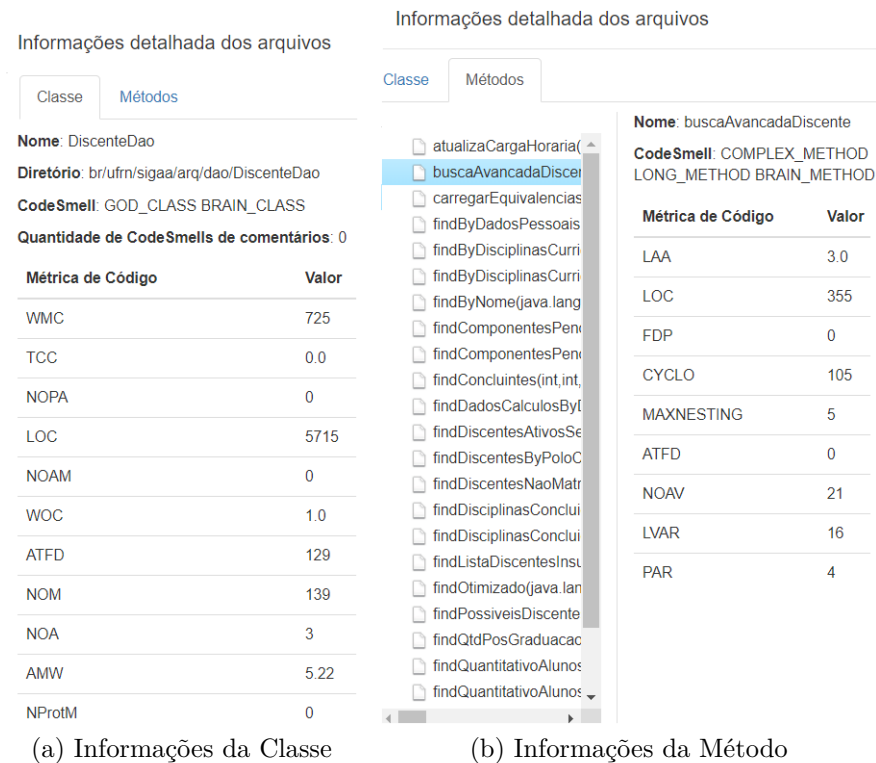 Informações detalhada dos arquivos
Classe Métodos
Nome: DiscenteDao
Diretório: br/ufrn/sigaa/arq/dao/DiscenteDao
CodeSmell: GOD_CLASS BRAIN_CLASS
Quantidade de CodeSmells de comentários: 0
Métrica de Código Valor
WMC 725
TCC 0.0
NOPA 0
LOC 5715
NOAM 0
WOC 1.0
ATFD 129
NOM 139
NOA 3
AMW 5.22
NProtM 0
(a) Informações da Classe
Informações detalhada dos arquivos
Classe Métodos
atualizaCargaHoraria(
buscaAvancadaDiscen
carregarEquivalencias
findByDadosPessoais
findByDisciplinasCurri
findByDisciplinasCurri
findByNome(java.lang
findComponentesPend
findComponentesPend
findConcluintes(int,int,
findDadosCalculosByD
findDiscentesAtivosSe
findDiscentesByPoloC
findDiscentesNaoMatr
findDisciplinasConclui
findDisciplinasConclui
findListaDiscentesInsu
findOtimizado(java.lan
findPossiveisDiscente
findQtdPosGraduacao
findQuantitativoAlunos
findQuantitativoAlunos
Nome: buscaAvancadaDiscente
CodeSmell: COMPLEX_METHOD
LONG_METHOD BRAIN_METHOD
Métrica de Código Valor
LAA 3.0
LOC 355
FDP 0
CYCLO 105
MAXNESTING 5
ATFD 0
NOAV 21
LVAR 16
PAR 4
(b) Informações da Método